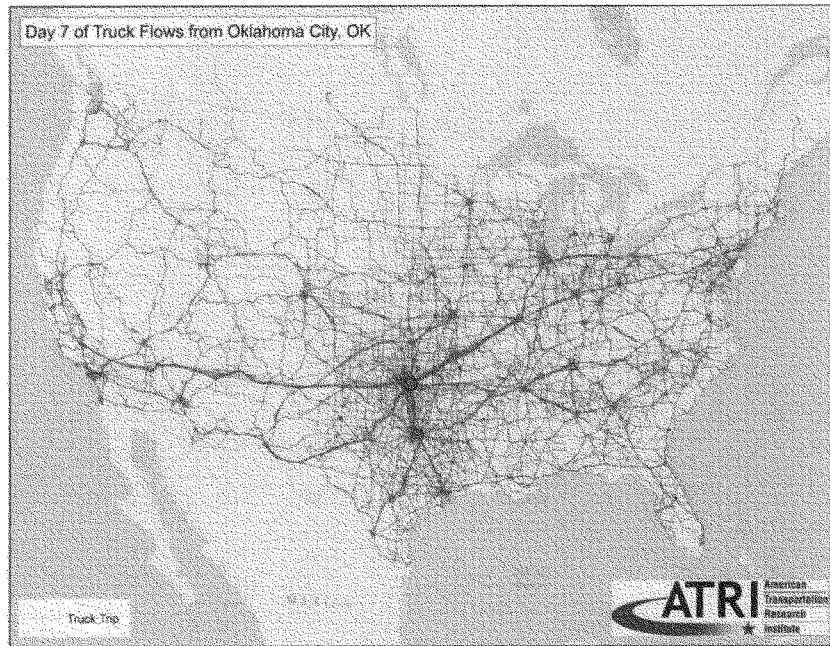 Day 7 of Truck Flows from Oklahoma City, OK
Truck Trip
ATRI
American
Transportation
Research
Institute